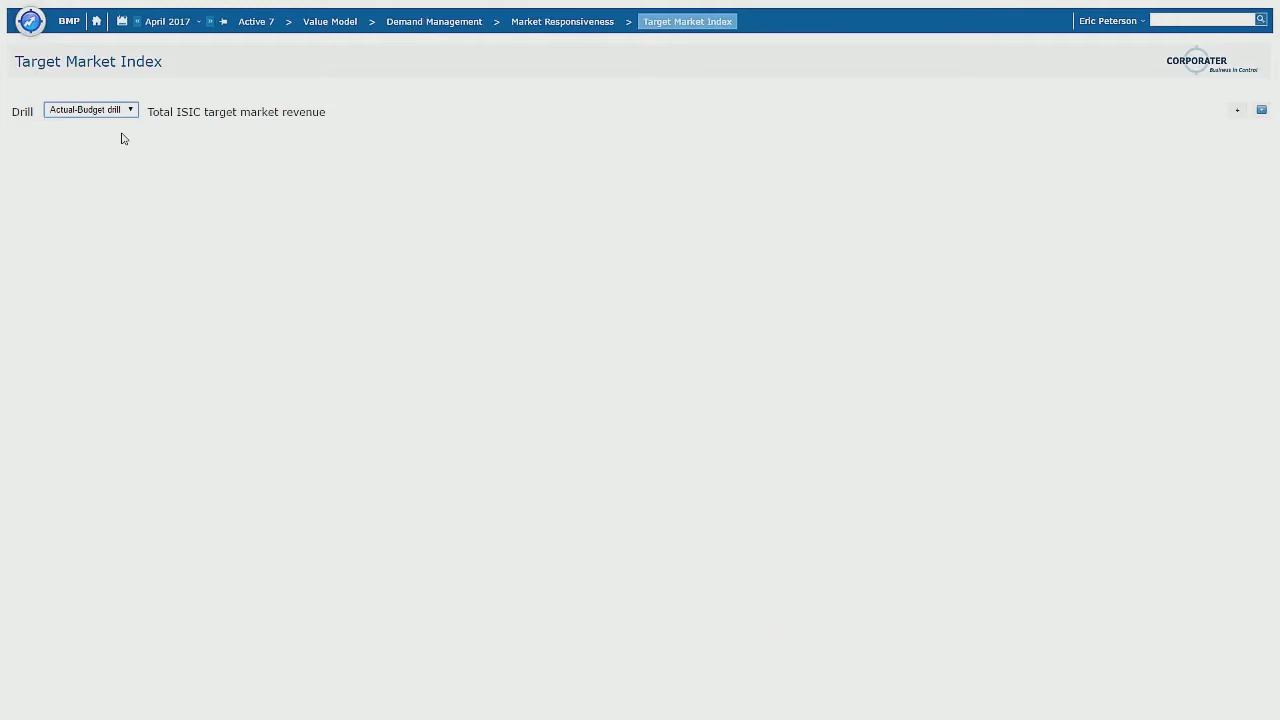 BMP « April 2017 » Active 7 > Value Model > Demand Management > Market Responsiveness > Target Market Index Eric Peterson
Target Market Index
CORPORATER
Business in Control
Drill Actual-Budget drill Total ISIC target market revenue +